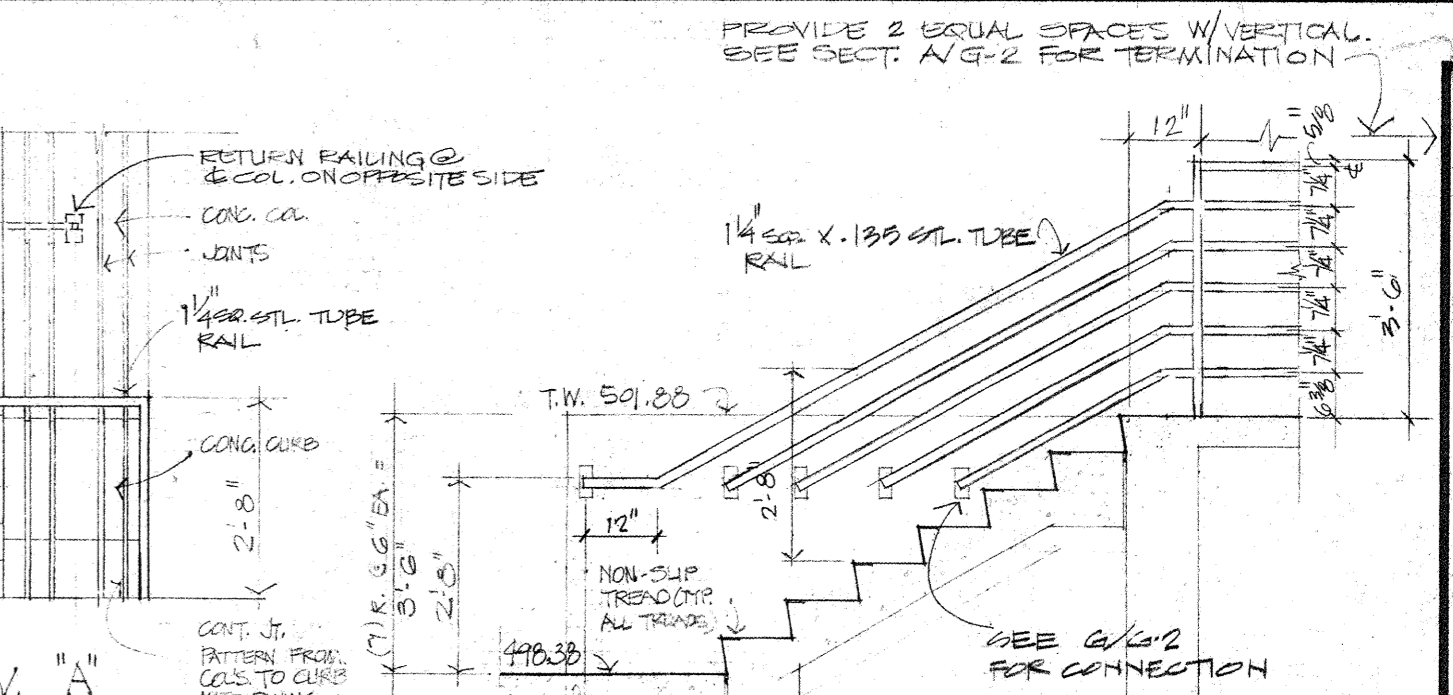 PROVIDE 2 EQUAL SPACES W/VERTICAL.
SEE SECT. A/G-2 FOR TERMINATION
RETURN RAILING @
℄ COL. ON OPPOSITE SIDE
CONC. COL.
JOINTS
1 1/4" SQ. STL. TUBE
RAIL
CONC. CURB
2'-8"
CONT. JT.
PATTERN FROM
COL'S. TO CURB
"A"
12"
5/8"
℄
7 1/4"
7 1/4"
7 1/4"
7 1/4"
7 1/4"
6 3/8"
3'-6"
1 1/4" SQ. X .135 STL. TUBE
RAIL
T.W. 501.88
(7) R. @ 6" EA. =
3'-6"
2'-8"
12"
2'-8"
NON-SLIP
TREAD (TYP.
ALL TREADS)
498.38
SEE G/G-2
FOR CONNECTION